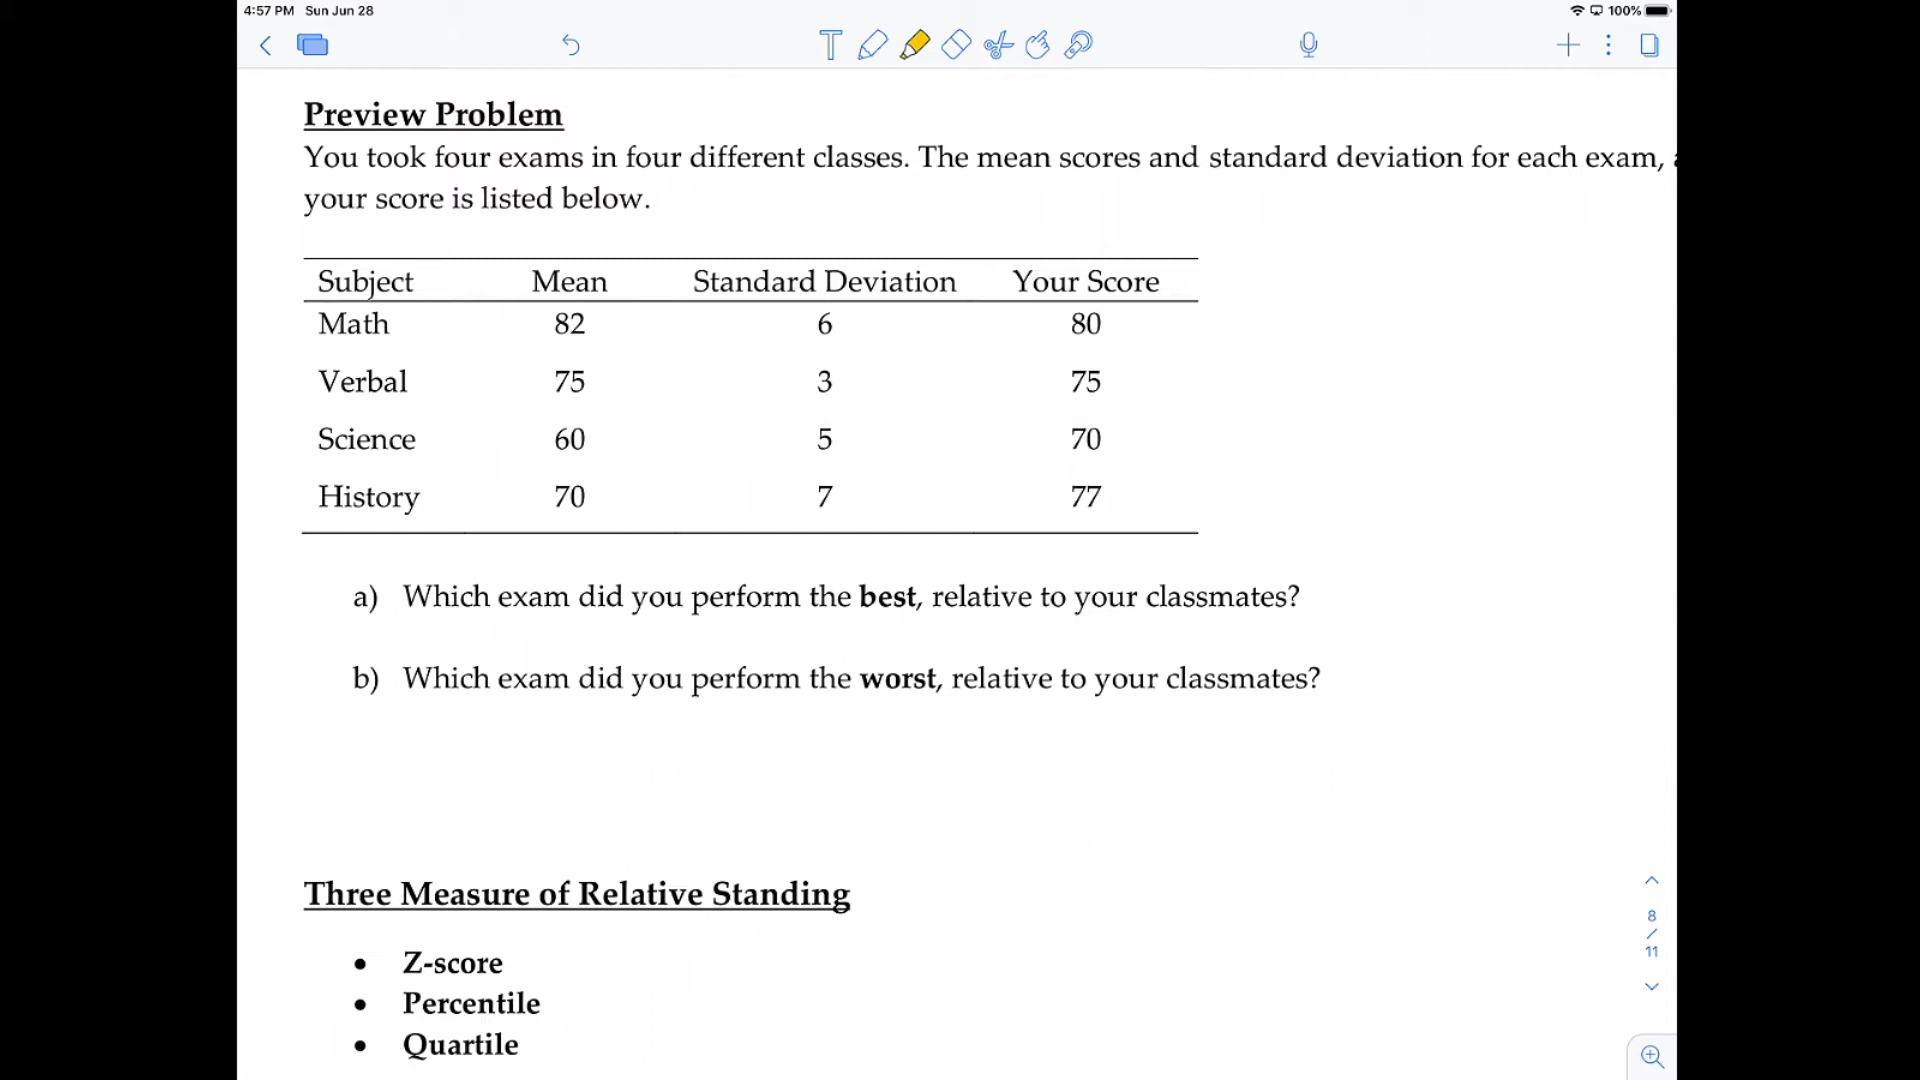 4:57 PM Sun Jun 28
100%
Preview Problem
You took four exams in four different classes. The mean scores and standard deviation for each exam,
your score is listed below.
Subject Mean Standard Deviation Your Score
Math 82 6 80
Verbal 75 3 75
Science 60 5 70
History 70 7 77
a) Which exam did you perform the best, relative to your classmates?
b) Which exam did you perform the worst, relative to your classmates?
Three Measure of Relative Standing
• Z-score
• Percentile
• Quartile
8
/
11